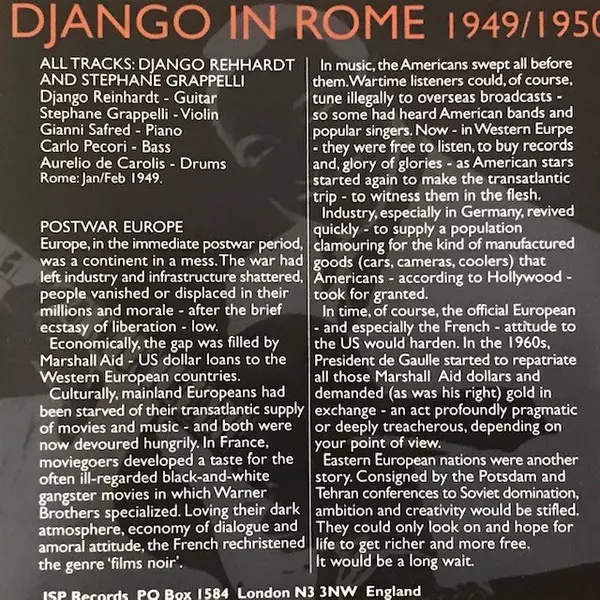 DJANGO IN ROME 1949/1950
ALL TRACKS: DJANGO REHHARDT
AND STEPHANE GRAPPELLI
Django Reinhardt - Guitar
Stephane Grappelli - Violin
Gianni Safred - Piano
Carlo Pecori - Bass
Aurelio de Carolis - Drums
Rome: Jan/Feb 1949.
POSTWAR EUROPE
Europe, in the immediate postwar period,
was a continent in a mess. The war had
left industry and infrastructure shattered,
people vanished or displaced in their
millions and morale - after the brief
ecstasy of liberation - low.
Economically, the gap was filled by
Marshall Aid - US dollar loans to the
Western European countries.
Culturally, mainland Europeans had
been starved of their transatlantic supply
of movies and music - and both were
now devoured hungrily. In France,
moviegoers developed a taste for the
often ill-regarded black-and-white
gangster movies in which Warner
Brothers specialized. Loving their dark
atmosphere, economy of dialogue and
amoral attitude, the French rechristened
the genre 'films noir'.
In music, the Americans swept all before
them. Wartime listeners could, of course,
tune illegally to overseas broadcasts -
so some had heard American bands and
popular singers. Now - in Western Eurpe
- they were free to listen, to buy records
and, glory of glories - as American stars
started again to make the transatlantic
trip - to witness them in the flesh.
Industry, especially in Germany, revived
quickly - to supply a population
clamouring for the kind of manufactured
goods (cars, cameras, coolers) that
Americans - according to Hollywood -
took for granted.
In time, of course, the official European
- and especially the French - attitude to
the US would harden. In the 1960s,
President de Gaulle started to repatriate
all those Marshall Aid dollars and
demanded (as was his right) gold in
exchange - an act profoundly pragmatic
or deeply treacherous, depending on
your point of view.
Eastern European nations were another
story. Consigned by the Potsdam and
Tehran conferences to Soviet domination,
ambition and creativity would be stifled.
They could only look on and hope for
life to get richer and more free.
It would be a long wait.
JSP Records PO Box 1584 London N3 3NW England